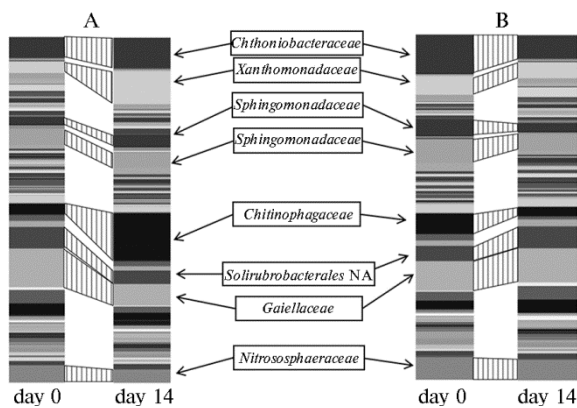 A
B
Chthoniobacteraceae
Xanthomonadaceae
Sphingomonadaceae
Sphingomonadaceae
Chitinophagaceae
Solirubrobacterales NA
Gaiellaceae
Nitrososphaeraceae
day 0 day 14
day 0 day 14